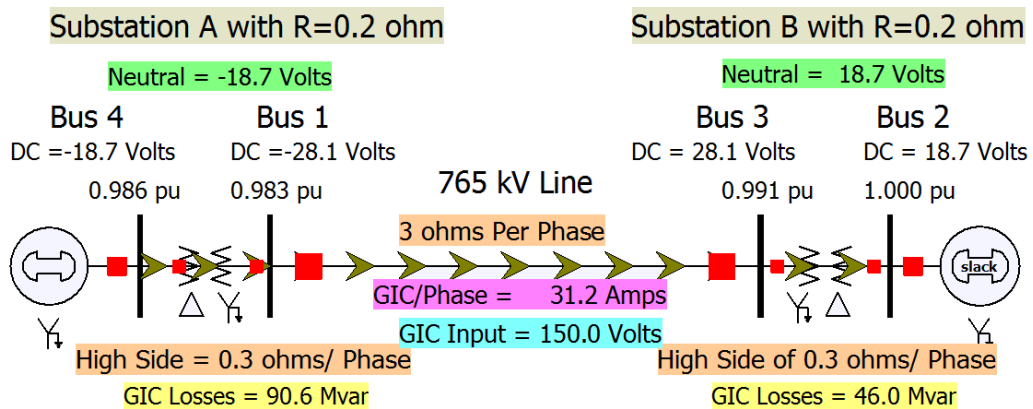 Substation A with R=0.2 ohm
Substation B with R=0.2 ohm
Neutral = -18.7 Volts
Neutral = 18.7 Volts
Bus 4
Bus 1
Bus 3
Bus 2
DC =-18.7 Volts
DC =-28.1 Volts
DC = 28.1 Volts
DC = 18.7 Volts
0.986 pu
0.983 pu
765 kV Line
0.991 pu
1.000 pu
3 ohms Per Phase
slack
GIC/Phase = 31.2 Amps
GIC Input = 150.0 Volts
High Side = 0.3 ohms/ Phase
High Side of 0.3 ohms/ Phase
GIC Losses = 90.6 Mvar
GIC Losses = 46.0 Mvar